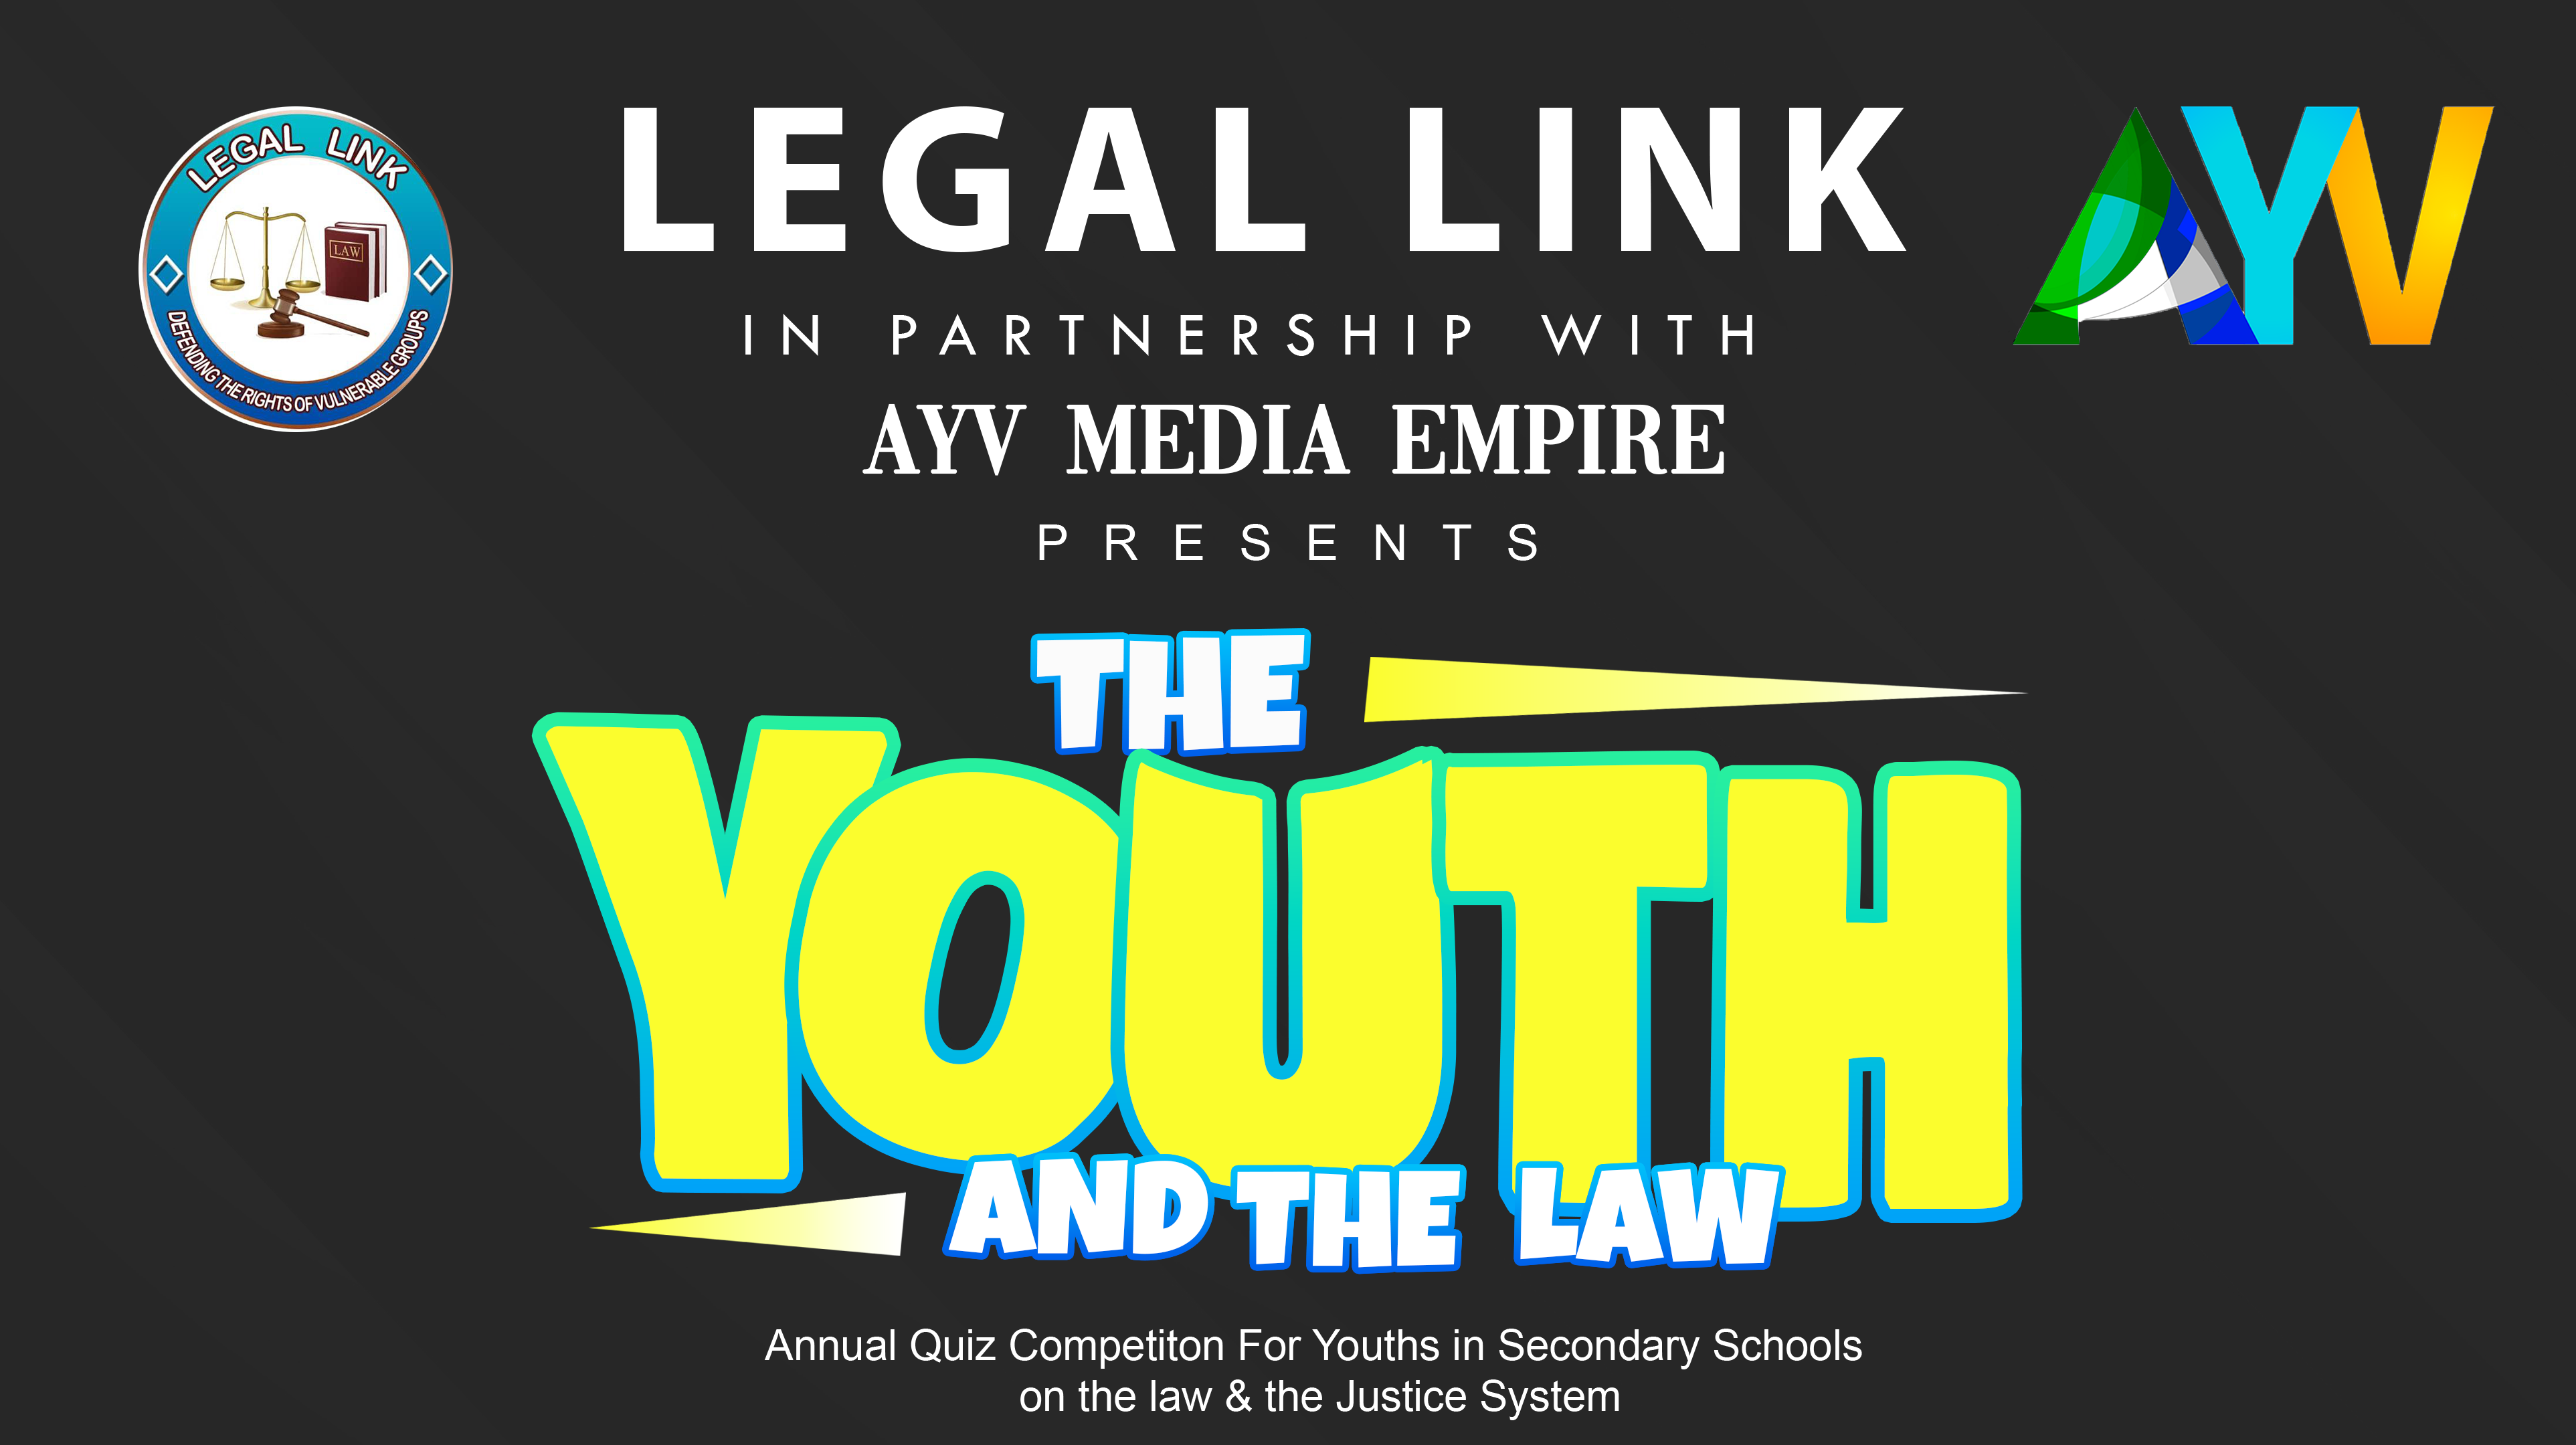 LEGAL LINK
LAW
DEFENDING THE RIGHTS OF VULNERABLE GROUPS
LEGAL LINK
IN PARTNERSHIP WITH
AYV MEDIA EMPIRE
PRESENTS
AYV
THE
YOUTH
AND THE LAW
Annual Quiz Competiton For Youths in Secondary Schools
on the law & the Justice System